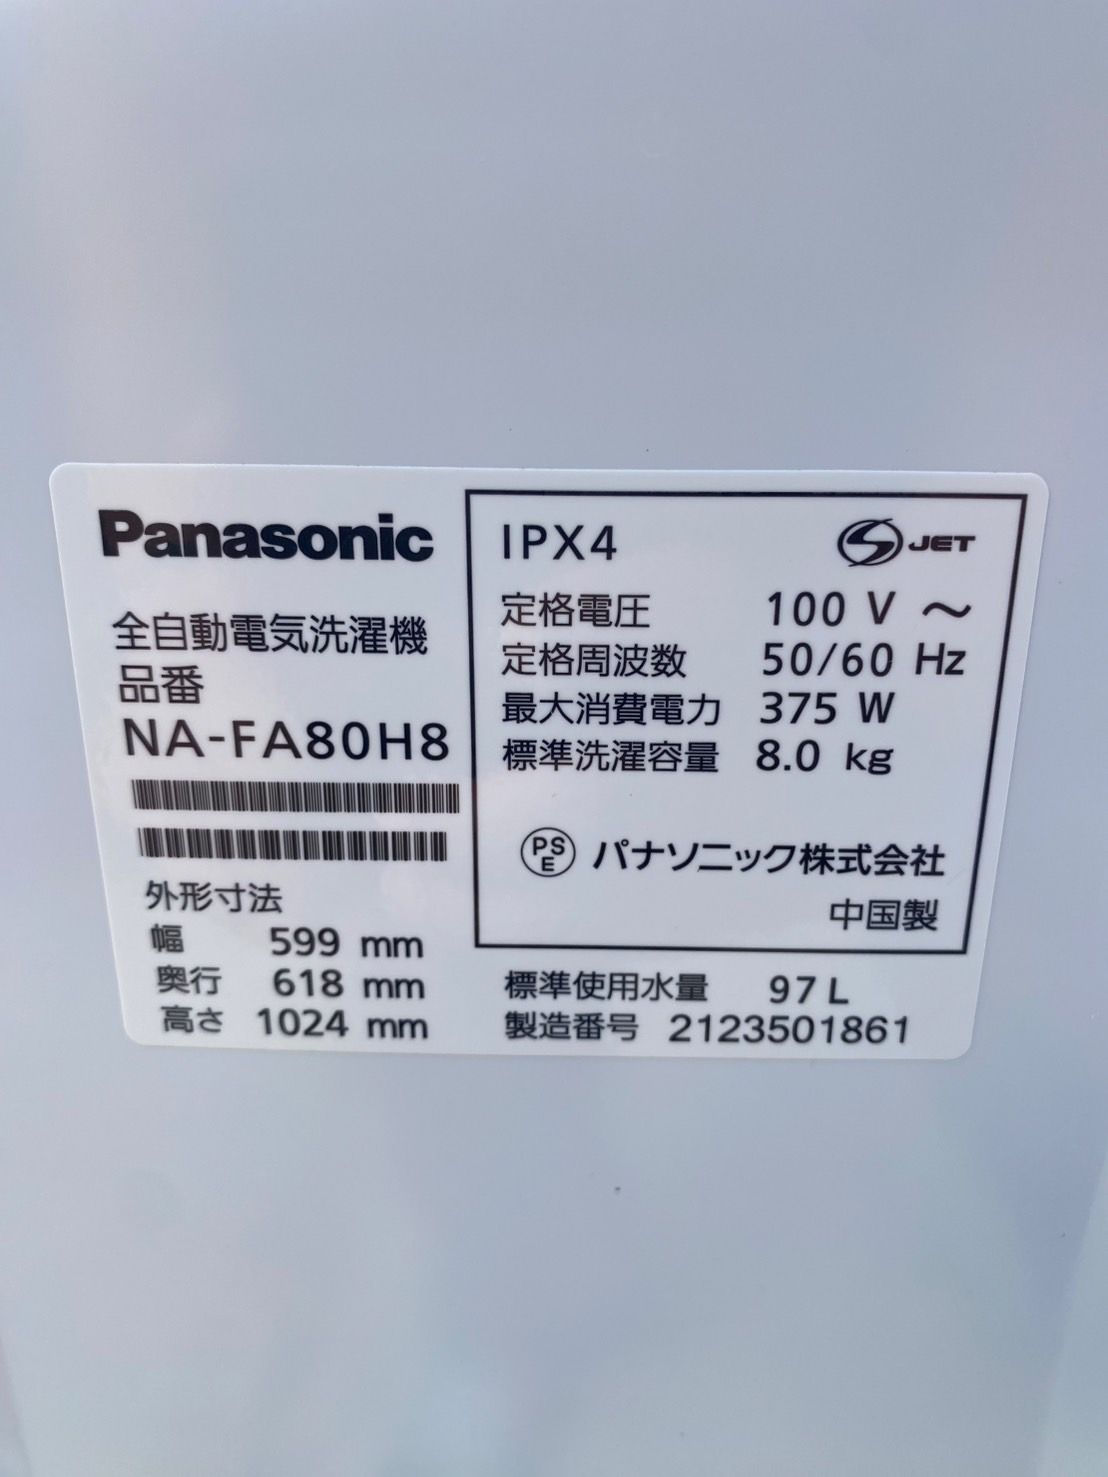 Panasonic
全自動電気洗濯機
品番
NA-FA80H8
外形寸法
幅 599 mm
奥行 618 mm
高さ 1024 mm
IPX4
S JET
定格電圧 100 V ～
定格周波数 50/60 Hz
最大消費電力 375 W
標準洗濯容量 8.0 kg
PS
E
パナソニック株式会社
中国製
標準使用水量 97 L
製造番号 2123501861